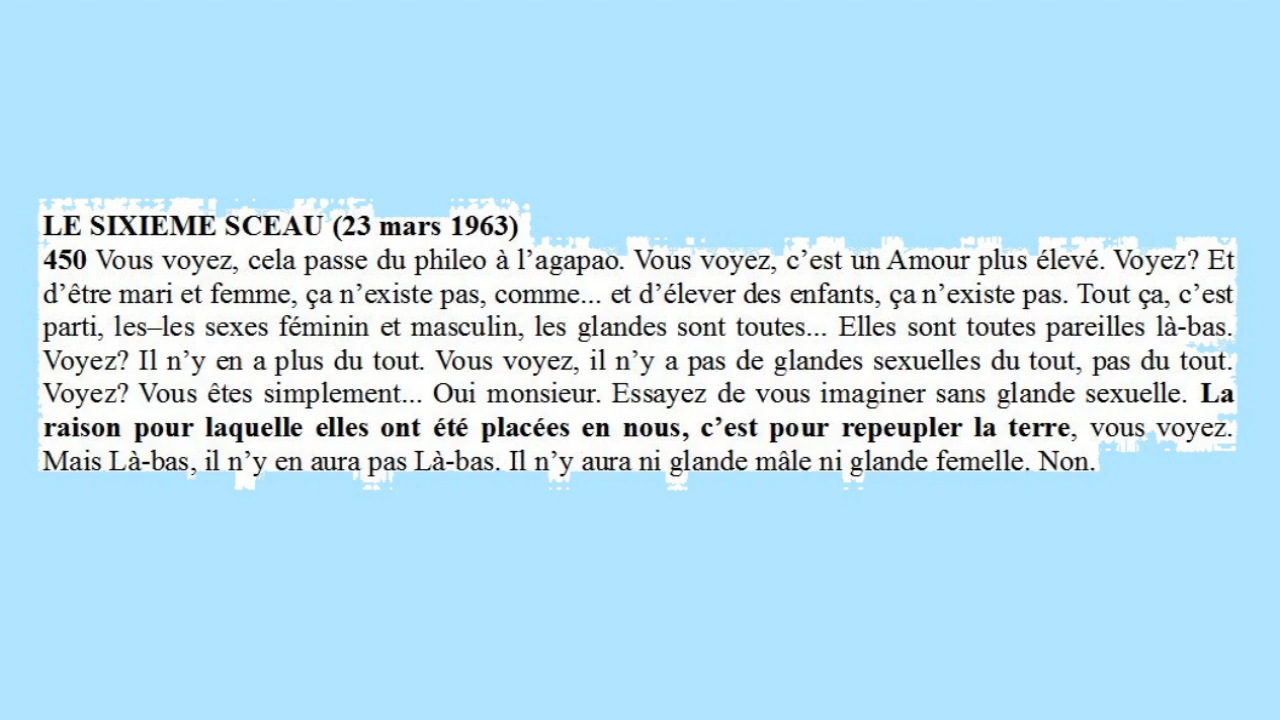 LE SIXIEME SCEAU (23 mars 1963)
450 Vous voyez, cela passe du phileo à l’agapao. Vous voyez, c’est un Amour plus élevé. Voyez? Et
d’être mari et femme, ça n’existe pas, comme... et d’élever des enfants, ça n’existe pas. Tout ça, c’est
parti, les–les sexes féminin et masculin, les glandes sont toutes... Elles sont toutes pareilles là-bas.
Voyez? Il n’y en a plus du tout. Vous voyez, il n’y a pas de glandes sexuelles du tout, pas du tout.
Voyez? Vous êtes simplement... Oui monsieur. Essayez de vous imaginer sans glande sexuelle. La
raison pour laquelle elles ont été placées en nous, c’est pour repeupler la terre, vous voyez.
Mais Là-bas, il n’y en aura pas Là-bas. Il n’y aura ni glande mâle ni glande femelle. Non.